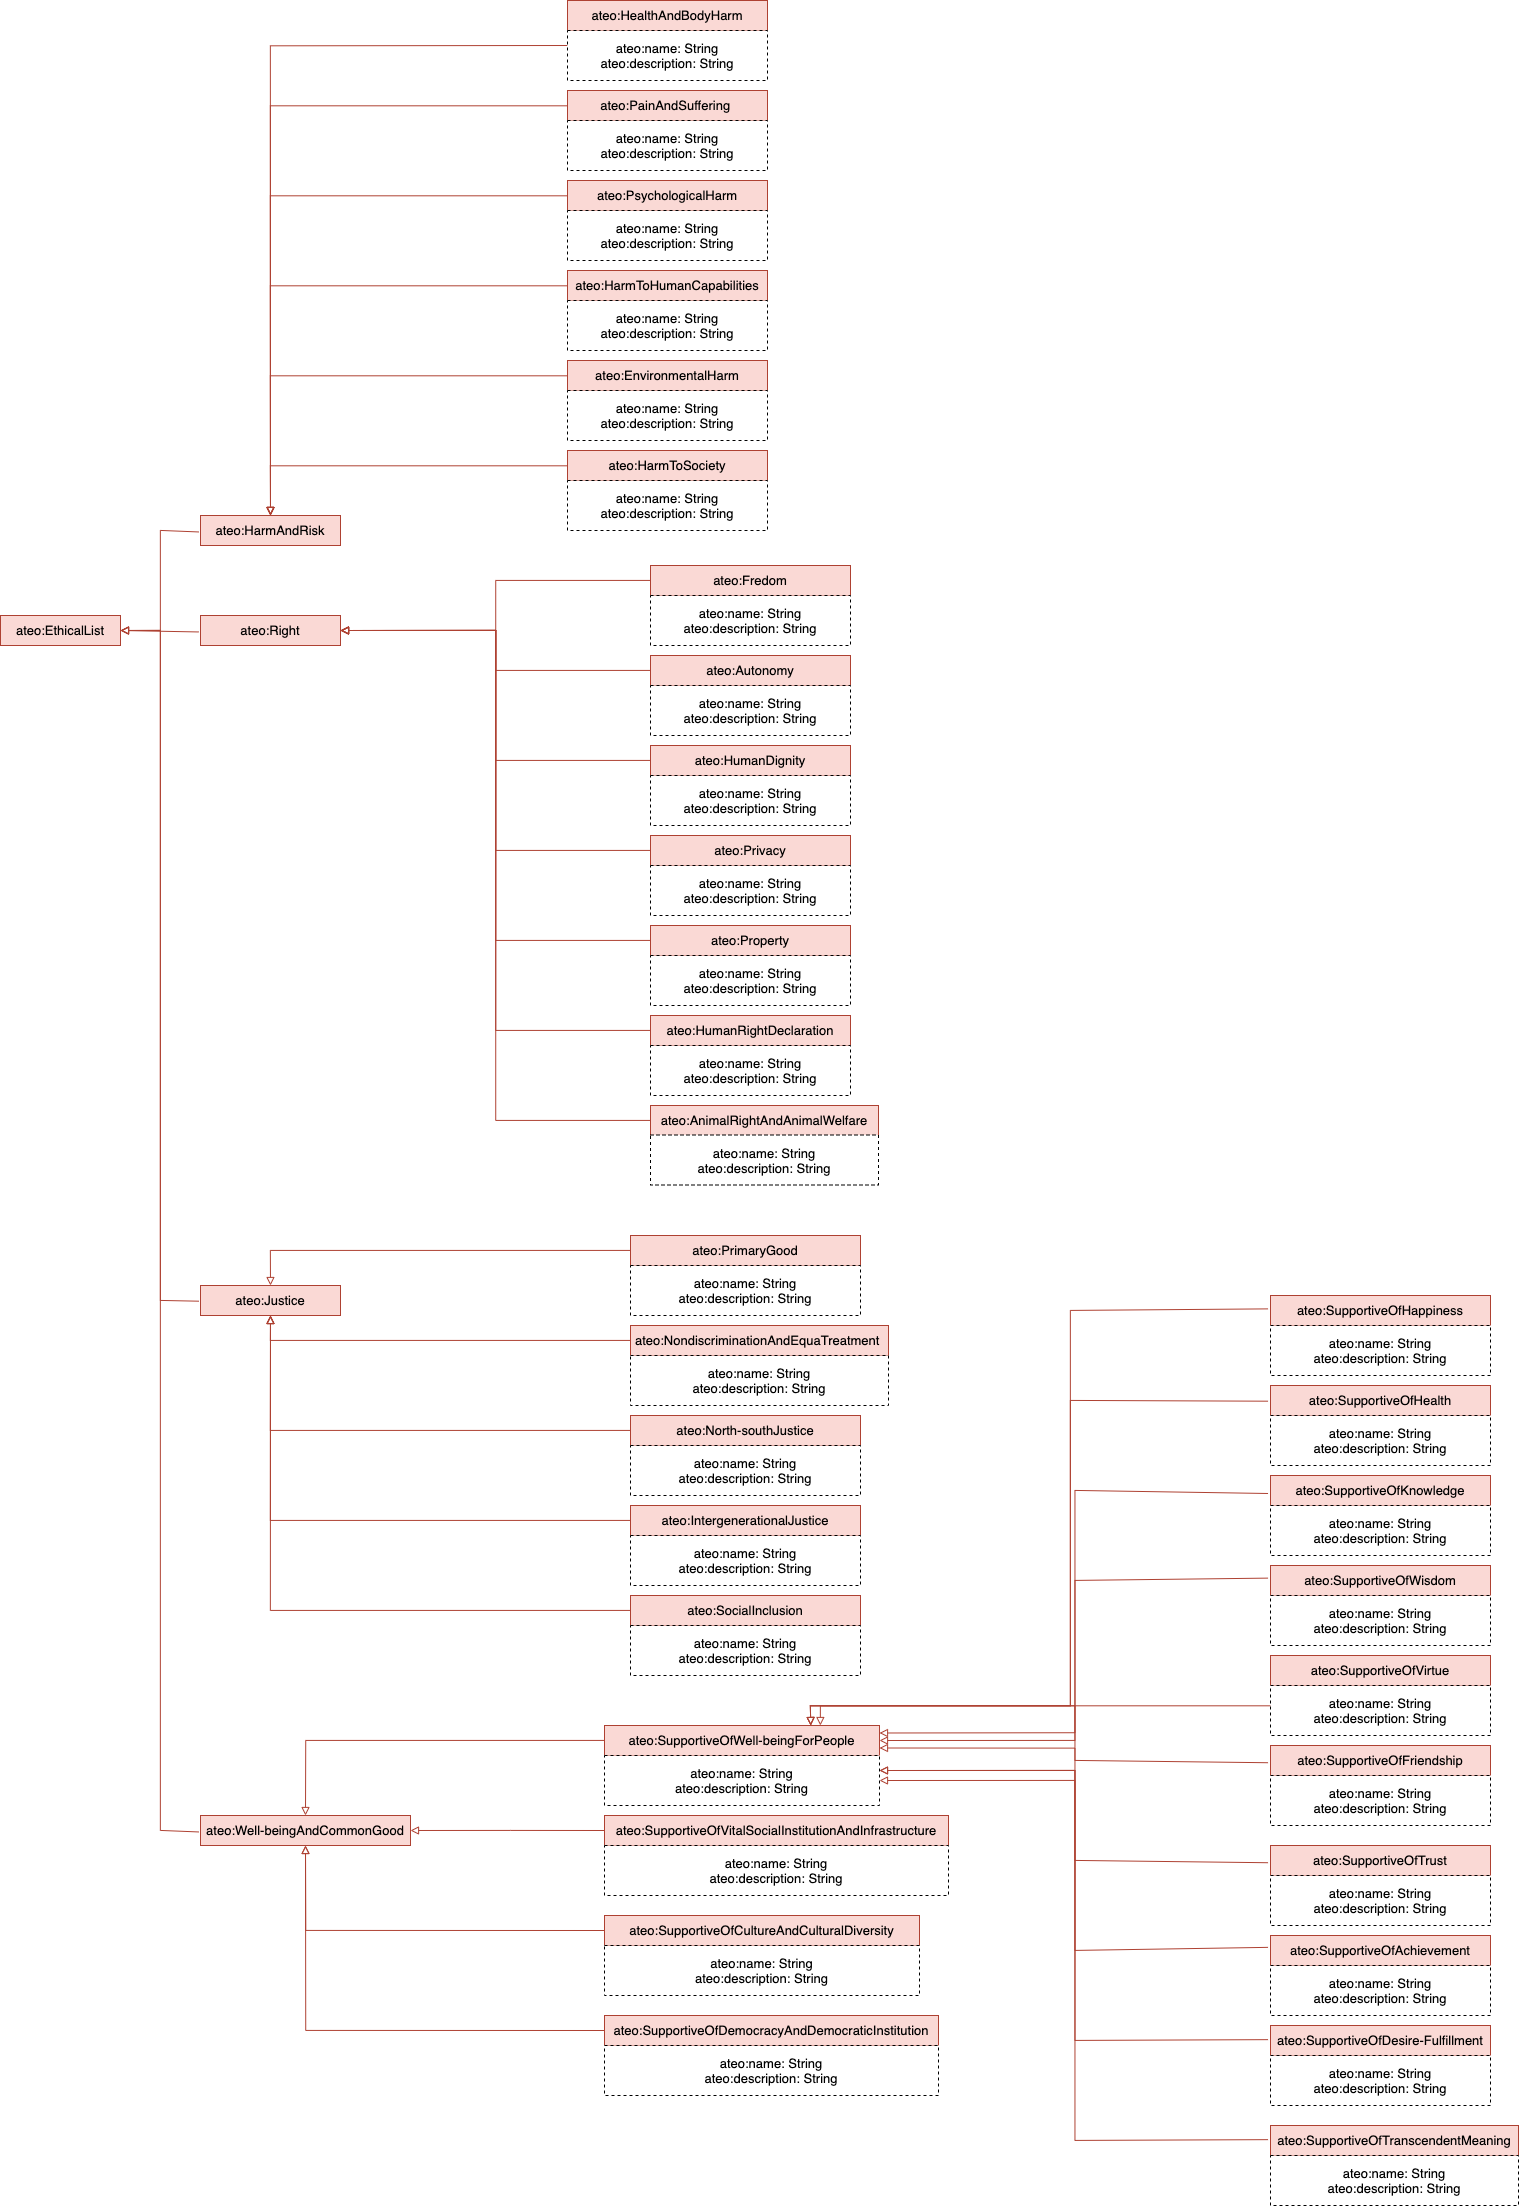 ateo:HealthAndBodyHarm
ateo:name: String
ateo:description: String
ateo:PainAndSuffering
ateo:name: String
ateo:description: String
ateo:PsychologicalHarm
ateo:name: String
ateo:description: String
ateo:HarmToHumanCapabilities
ateo:name: String
ateo:description: String
ateo:EnvironmentalHarm
ateo:name: String
ateo:description: String
ateo:HarmToSociety
ateo:name: String
ateo:description: String
ateo:HarmAndRisk
ateo:EthicalList
ateo:Right
ateo:Fredom
ateo:name: String
ateo:description: String
ateo:Autonomy
ateo:name: String
ateo:description: String
ateo:HumanDignity
ateo:name: String
ateo:description: String
ateo:Privacy
ateo:name: String
ateo:description: String
ateo:Property
ateo:name: String
ateo:description: String
ateo:HumanRightDeclaration
ateo:name: String
ateo:description: String
ateo:AnimalRightAndAnimalWelfare
ateo:name: String
ateo:description: String
ateo:Justice
ateo:PrimaryGood
ateo:name: String
ateo:description: String
ateo:NondiscriminationAndEquaTreatment
ateo:name: String
ateo:description: String
ateo:North-southJustice
ateo:name: String
ateo:description: String
ateo:IntergenerationalJustice
ateo:name: String
ateo:description: String
ateo:SocialInclusion
ateo:name: String
ateo:description: String
ateo:Well-beingAndCommonGood
ateo:SupportiveOfWell-beingForPeople
ateo:name: String
ateo:description: String
ateo:SupportiveOfVitalSocialInstitutionAndInfrastructure
ateo:name: String
ateo:description: String
ateo:SupportiveOfCultureAndCulturalDiversity
ateo:name: String
ateo:description: String
ateo:SupportiveOfDemocracyAndDemocraticInstitution
ateo:name: String
ateo:description: String
ateo:SupportiveOfHappiness
ateo:name: String
ateo:description: String
ateo:SupportiveOfHealth
ateo:name: String
ateo:description: String
ateo:SupportiveOfKnowledge
ateo:name: String
ateo:description: String
ateo:SupportiveOfWisdom
ateo:name: String
ateo:description: String
ateo:SupportiveOfVirtue
ateo:name: String
ateo:description: String
ateo:SupportiveOfFriendship
ateo:name: String
ateo:description: String
ateo:SupportiveOfTrust
ateo:name: String
ateo:description: String
ateo:SupportiveOfAchievement
ateo:name: String
ateo:description: String
ateo:SupportiveOfDesire-Fulfillment
ateo:name: String
ateo:description: String
ateo:SupportiveOfTranscendentMeaning
ateo:name: String
ateo:description: String